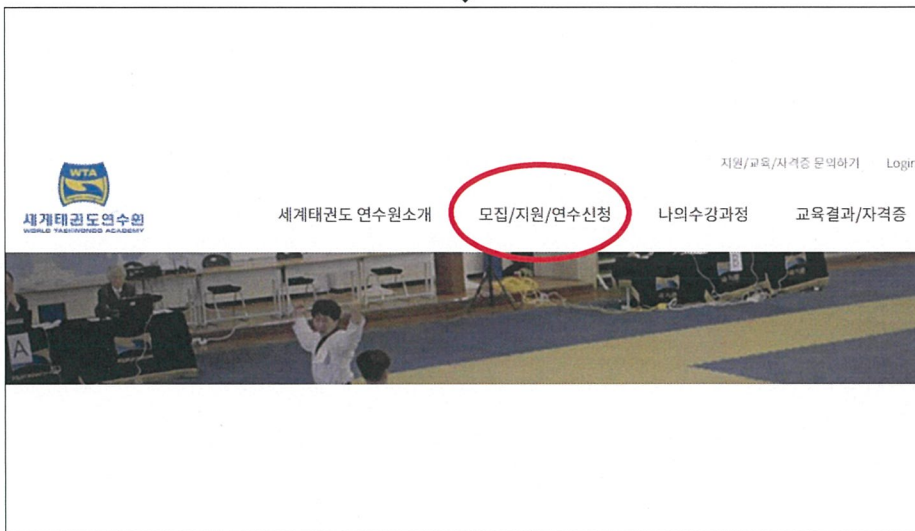 지원/교육/자격증 문의하기 Login
WTA
세계태권도연수원
WORLD TAEKWONDO ACADEMY
세계태권도 연수원소개 모집/지원/연수신청 나의수강과정 교육결과/자격증
A
B